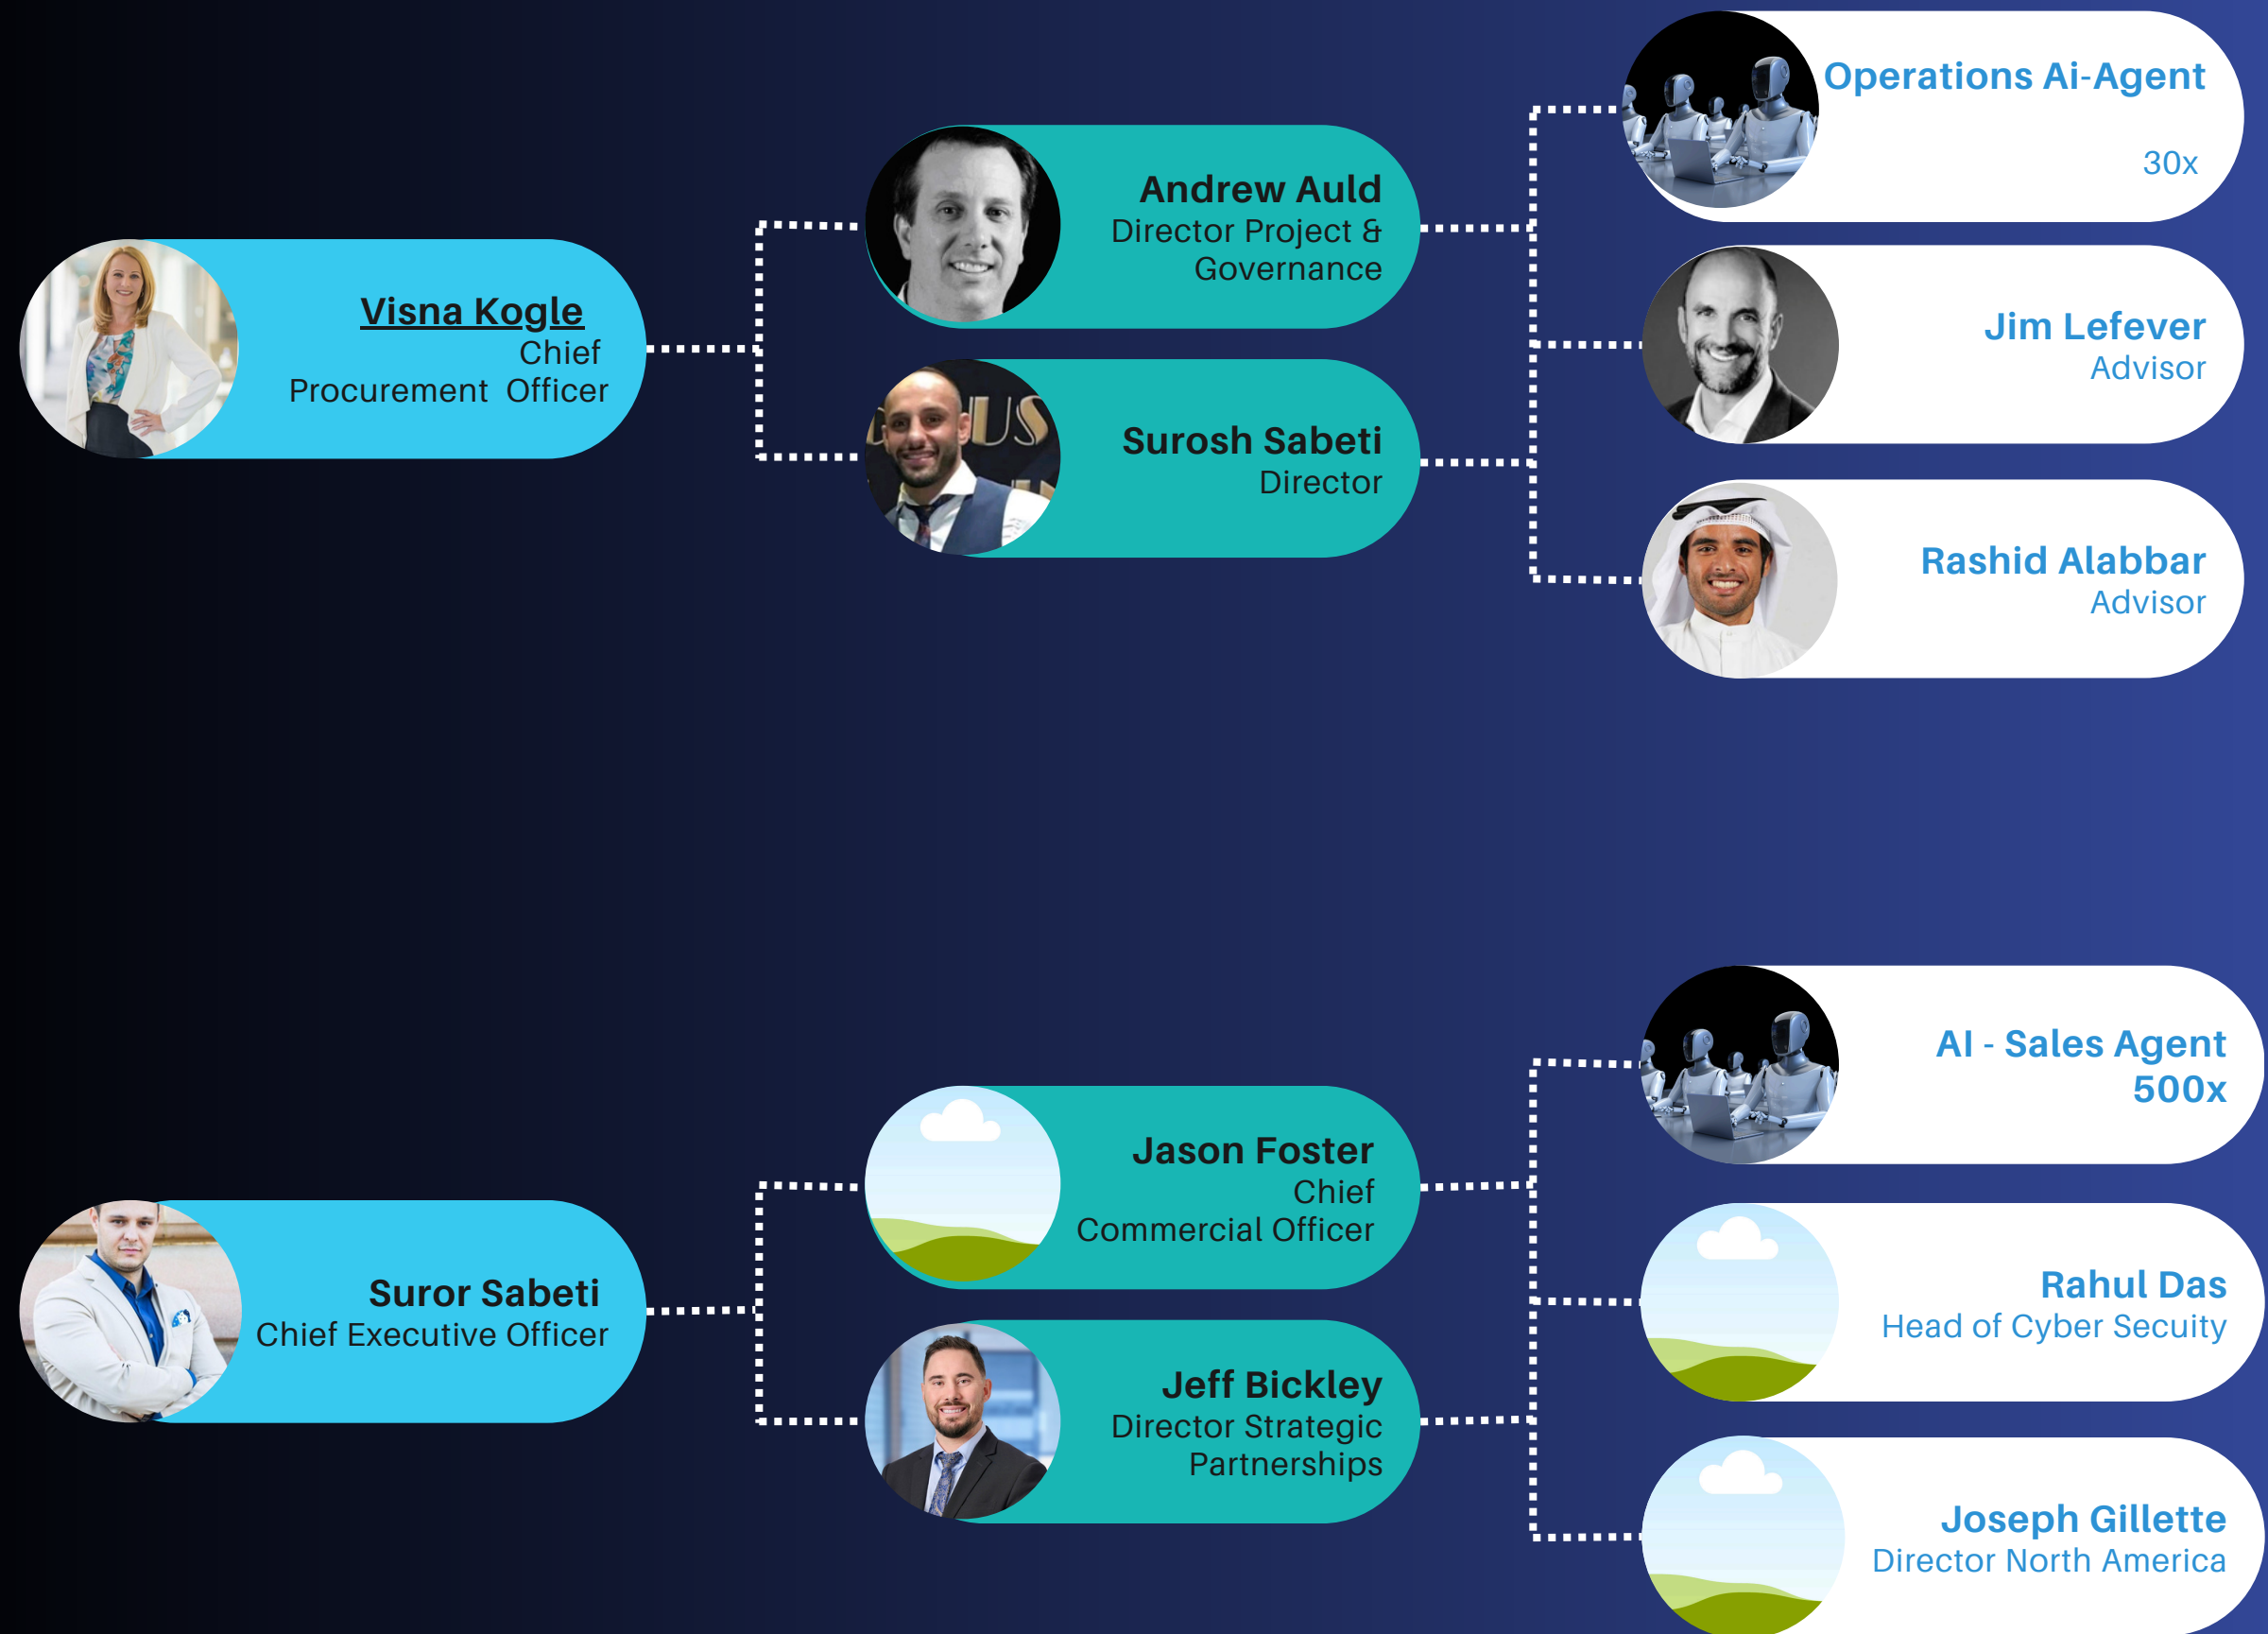 Operations Ai-Agent
30x
Andrew Auld
Director Project &
Governance
Visna Kogle
Chief
Procurement Officer
Jim Lefever
Advisor
Surosh Sabeti
Director
Rashid Alabbar
Advisor
AI - Sales Agent
500x
Jason Foster
Chief
Commercial Officer
Suror Sabeti
Chief Executive Officer
Rahul Das
Head of Cyber Secuity
Jeff Bickley
Director Strategic
Partnerships
Joseph Gillette
Director North America